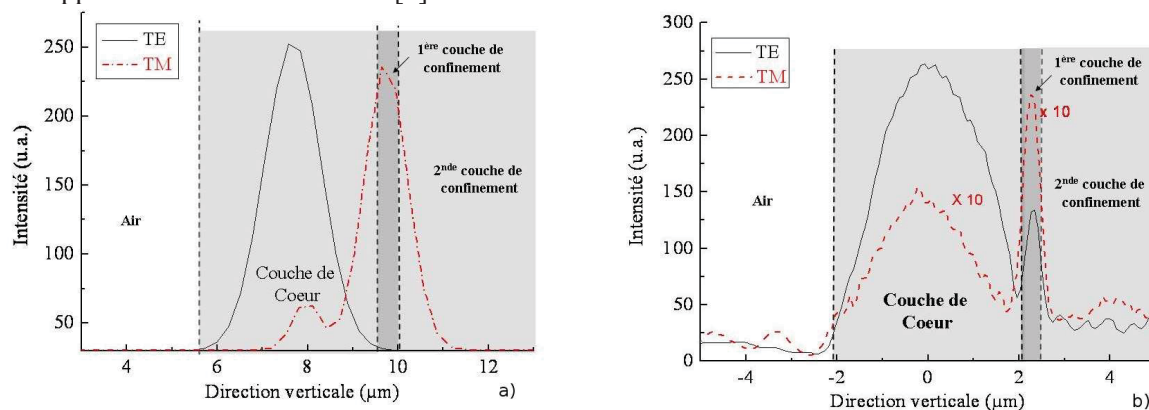 TE
TM
1ère couche de
confinement
2nde couche de
confinement
Air
Couche de
Coeur
Intensité (u.a.)
250
200
150
100
50
3 6 8 10 13
Direction verticale (µm)
a)
TE
TM
1ère couche de
confinement
x 10
2nde couche de
confinement
X 10
Air
Couche de
Coeur
Intensité (u.a.)
300
250
200
150
100
50
0
-4 -2 0 2 4
Direction verticale (µm)
b)